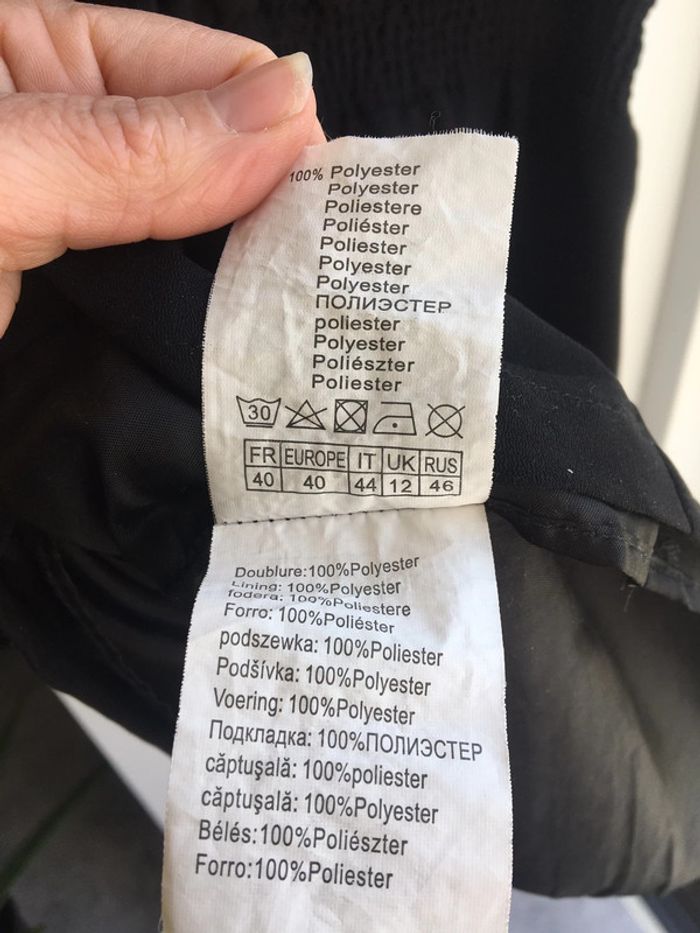 100% Polyester
Polyester
Poliestere
Poliéster
Poliester
Polyester
Polyester
ПОЛИЭСТЕР
poliester
Polyester
Poliészter
Poliester
30
FR EUROPE IT UK RUS
40 40 44 12 46
Doublure:100%Polyester
Lining: 100%Polyester
fodera: 100%Poliestere
Forro: 100%Poliéster
podszewka: 100%Poliester
Podšívka: 100%Polyester
Voering: 100%Polyester
Подкладка: 100%ПОЛИЭСТЕР
căptuşală: 100%poliester
căptuşală: 100%Polyester
Bélés:100%Poliészter
Forro:100%Poliester